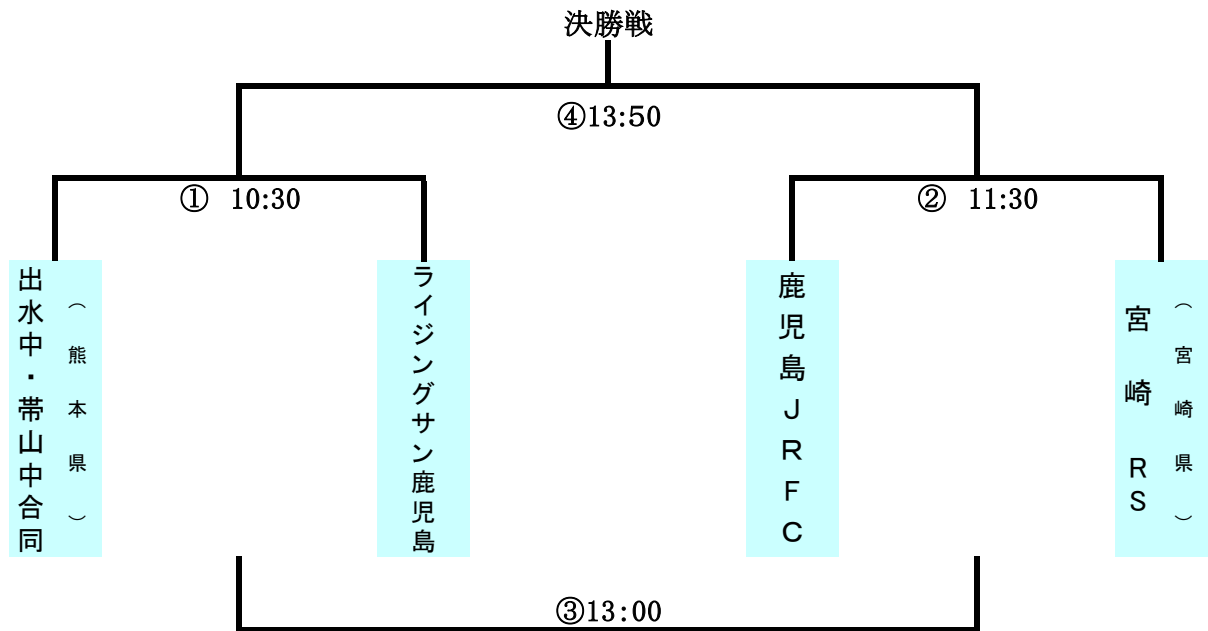 決勝戦
④13:50
① 10:30
② 11:30
出水中・帯山中合同
（熊本県）
ライジングサン鹿児島
鹿児島JRFC
宮崎RS
（宮崎県）
③13:00